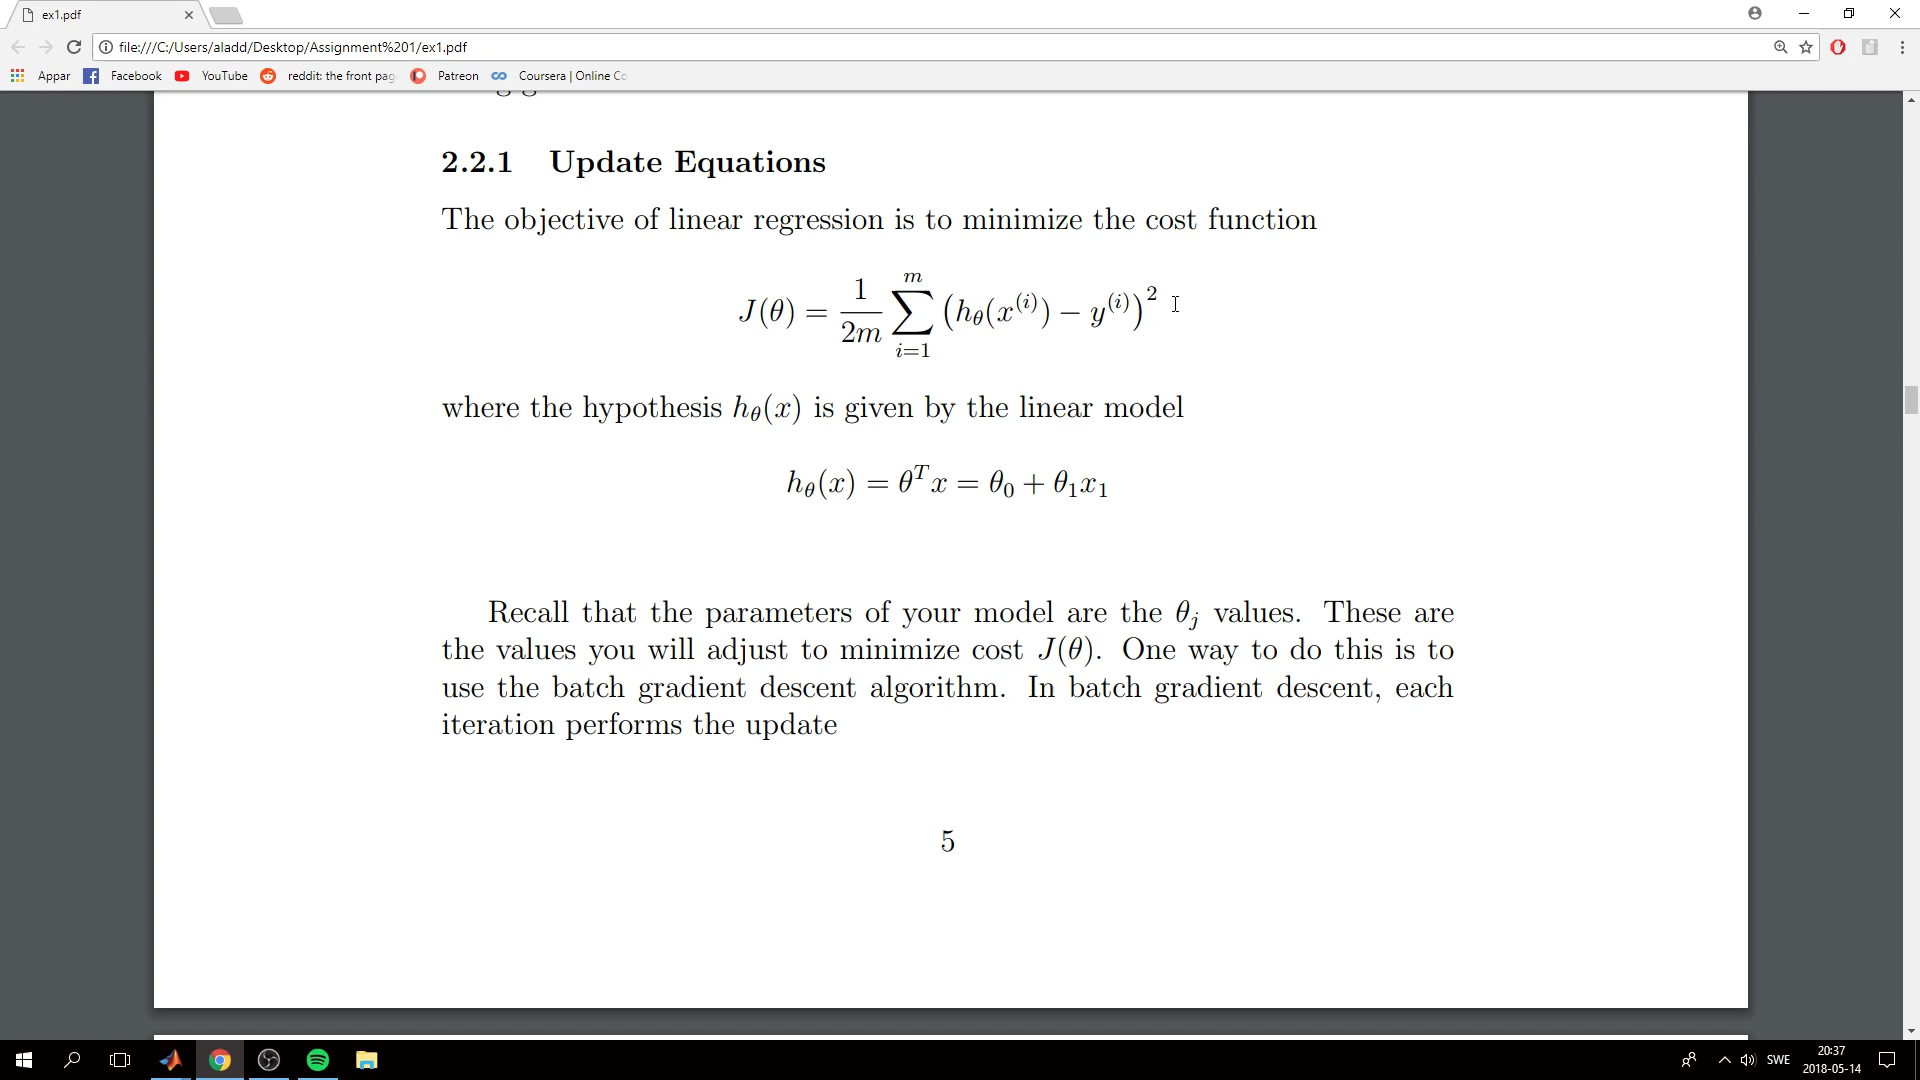 ex1.pdf
file:///C:/Users/aladd/Desktop/Assignment%201/ex1.pdf
Appar Facebook YouTube reddit: the front pag Patreon Coursera | Online Co
2.2.1 Update Equations
The objective of linear regression is to minimize the cost function
J(θ) = \frac{1}{2m} \sum_{i=1}^{m} (h_θ(x^{(i)}) − y^{(i)})^2
where the hypothesis h_θ(x) is given by the linear model
h_θ(x) = θ^T x = θ_0 + θ_1 x_1
Recall that the parameters of your model are the θ_j values. These are
the values you will adjust to minimize cost J(θ). One way to do this is to
use the batch gradient descent algorithm. In batch gradient descent, each
iteration performs the update
5
SWE
20:37
2018-05-14